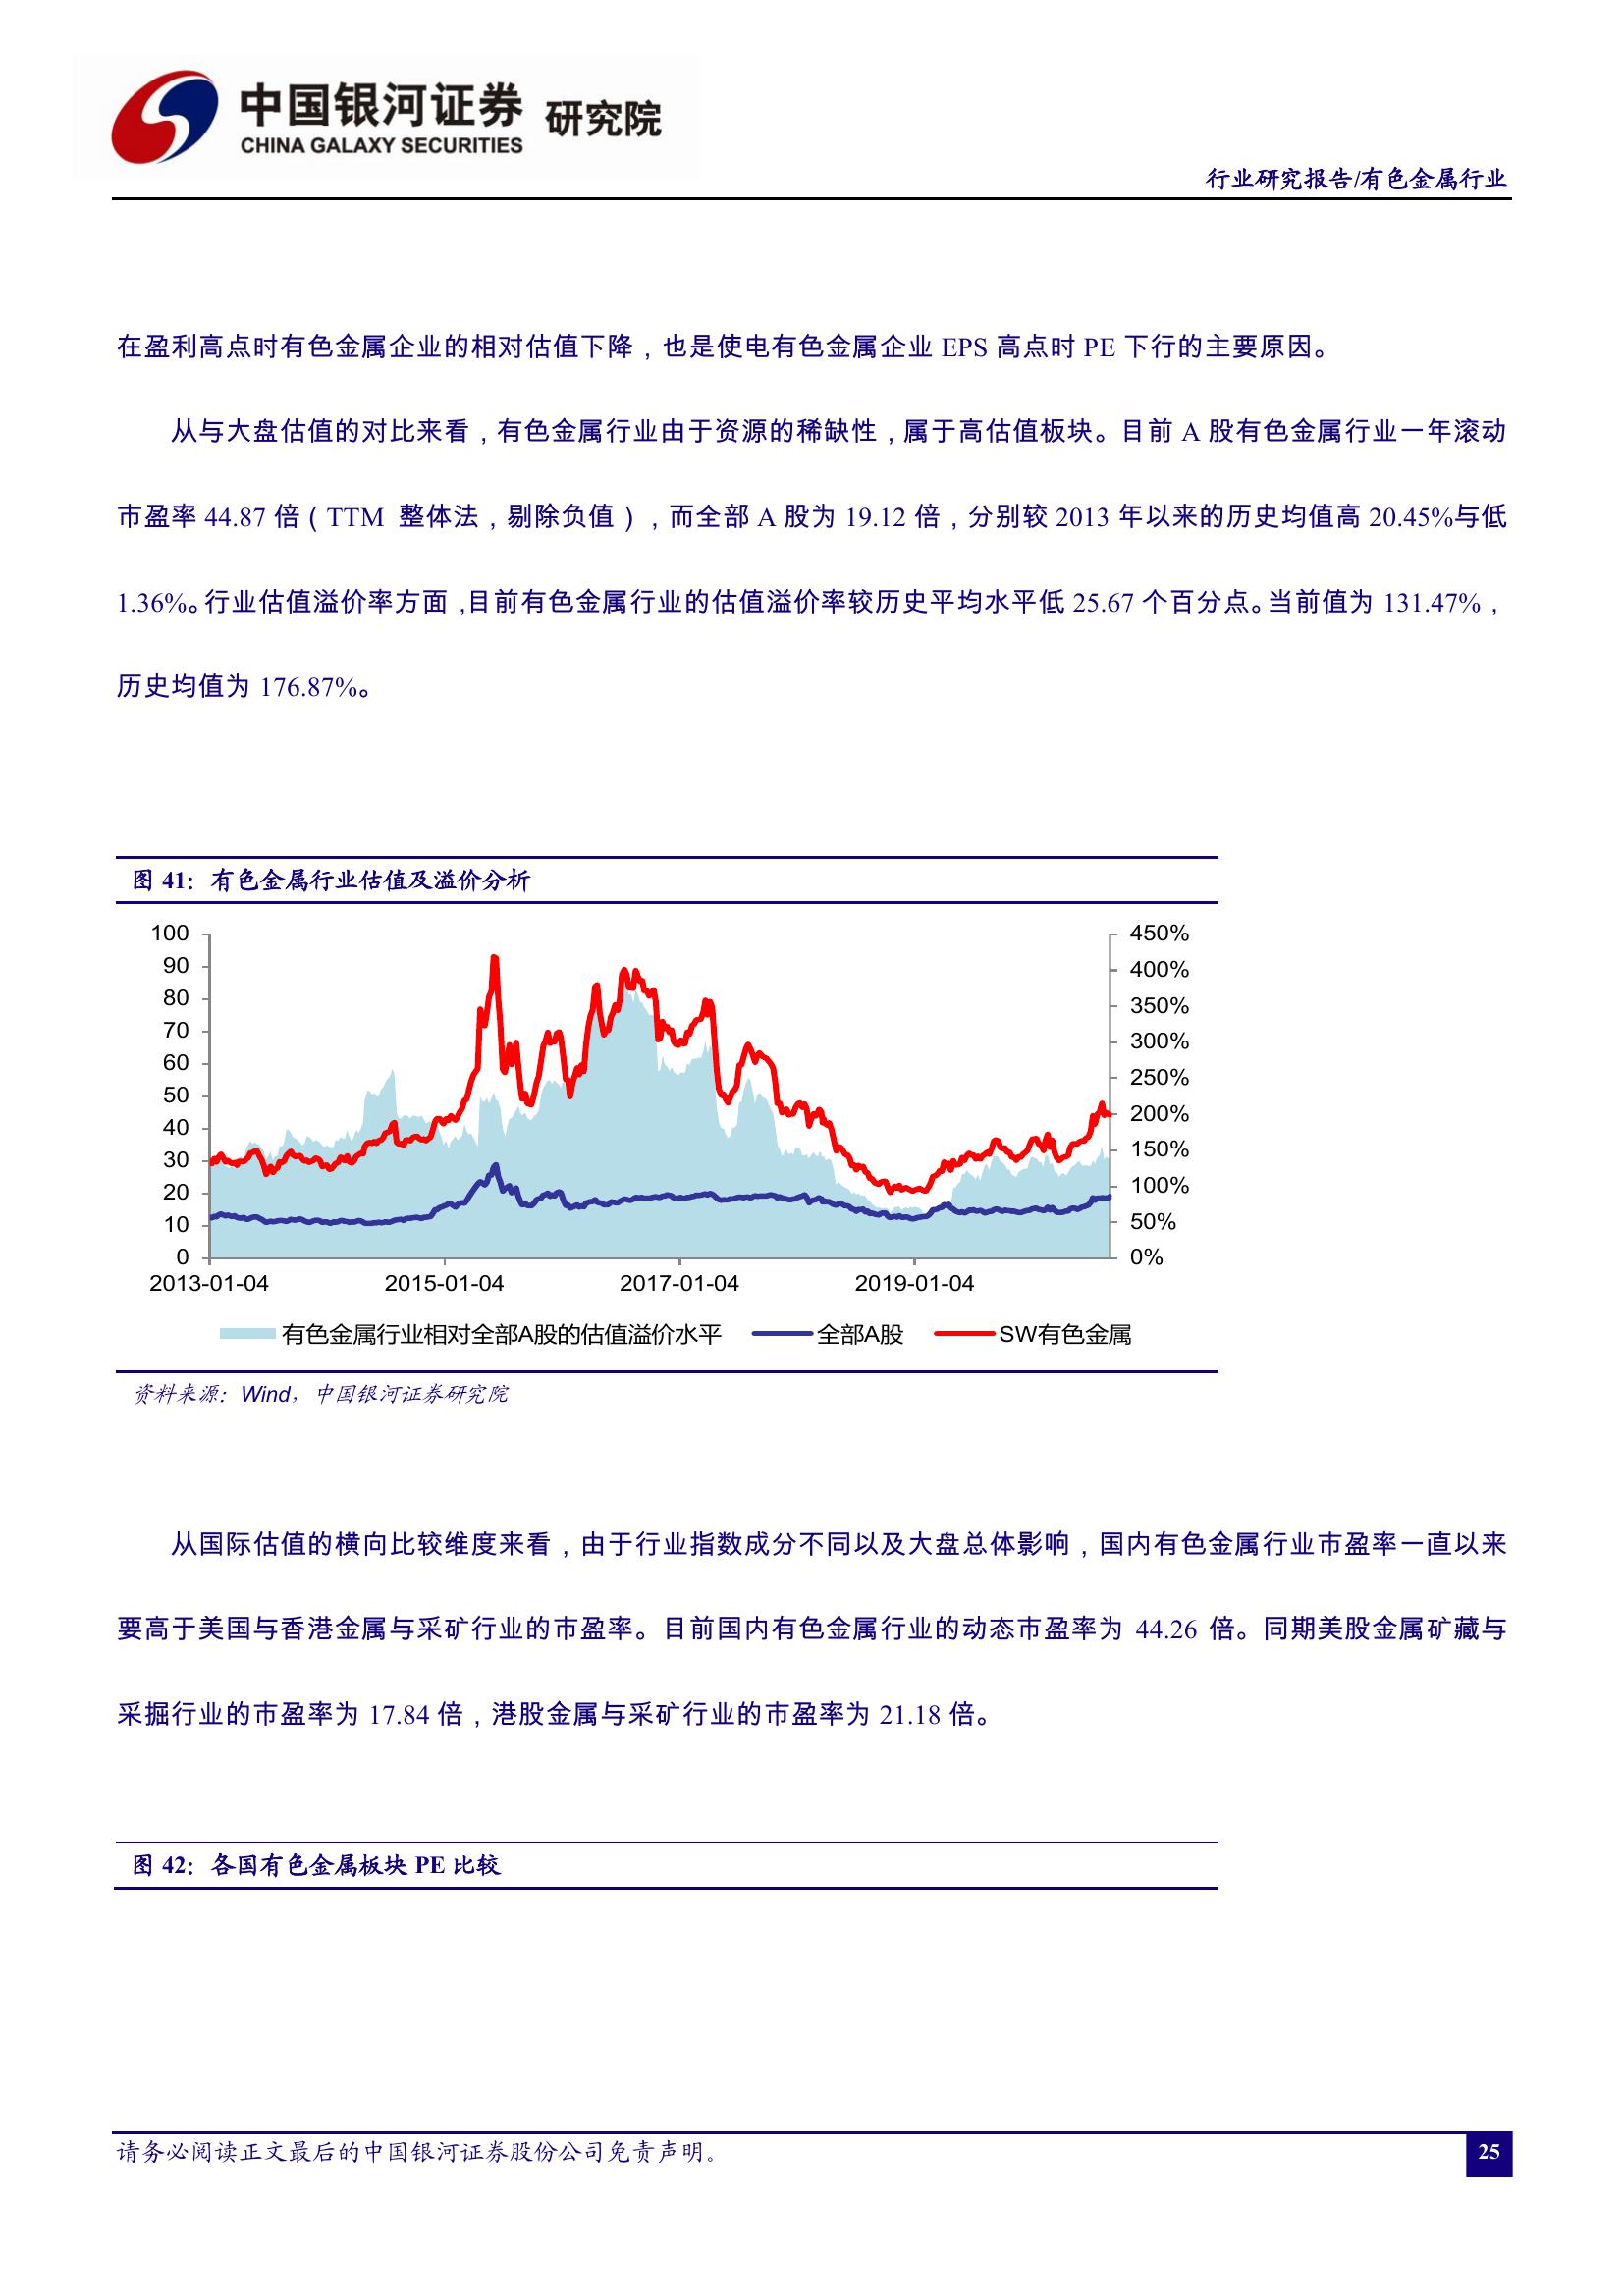 中国银河证券 研究院
CHINA GALAXY SECURITIES
行业研究报告/有色金属行业
在盈利高点时有色金属企业的相对估值下降，也是使电有色金属企业 EPS 高点时 PE 下行的主要原因。
从与大盘估值的对比来看，有色金属行业由于资源的稀缺性，属于高估值板块。目前 A 股有色金属行业一年滚动
市盈率 44.87 倍（TTM 整体法，剔除负值），而全部 A 股为 19.12 倍，分别较 2013 年以来的历史均值高 20.45%与低
1.36%。行业估值溢价率方面，目前有色金属行业的估值溢价率较历史平均水平低 25.67 个百分点。当前值为 131.47%，
历史均值为 176.87%。
图 41：有色金属行业估值及溢价分析
100 450%
90 400%
80 350%
70 300%
60 250%
50 200%
40 150%
30 100%
20 50%
10 0%
0
2013-01-04 2015-01-04 2017-01-04 2019-01-04
有色金属行业相对全部A股的估值溢价水平 全部A股 SW有色金属
资料来源：Wind，中国银河证券研究院
从国际估值的横向比较维度来看，由于行业指数成分不同以及大盘总体影响，国内有色金属行业市盈率一直以来
要高于美国与香港金属与采矿行业的市盈率。目前国内有色金属行业的动态市盈率为 44.26 倍。同期美股金属矿藏与
采掘行业的市盈率为 17.84 倍，港股金属与采矿行业的市盈率为 21.18 倍。
图 42：各国有色金属板块 PE 比较
请务必阅读正文最后的中国银河证券股份公司免责声明。
25